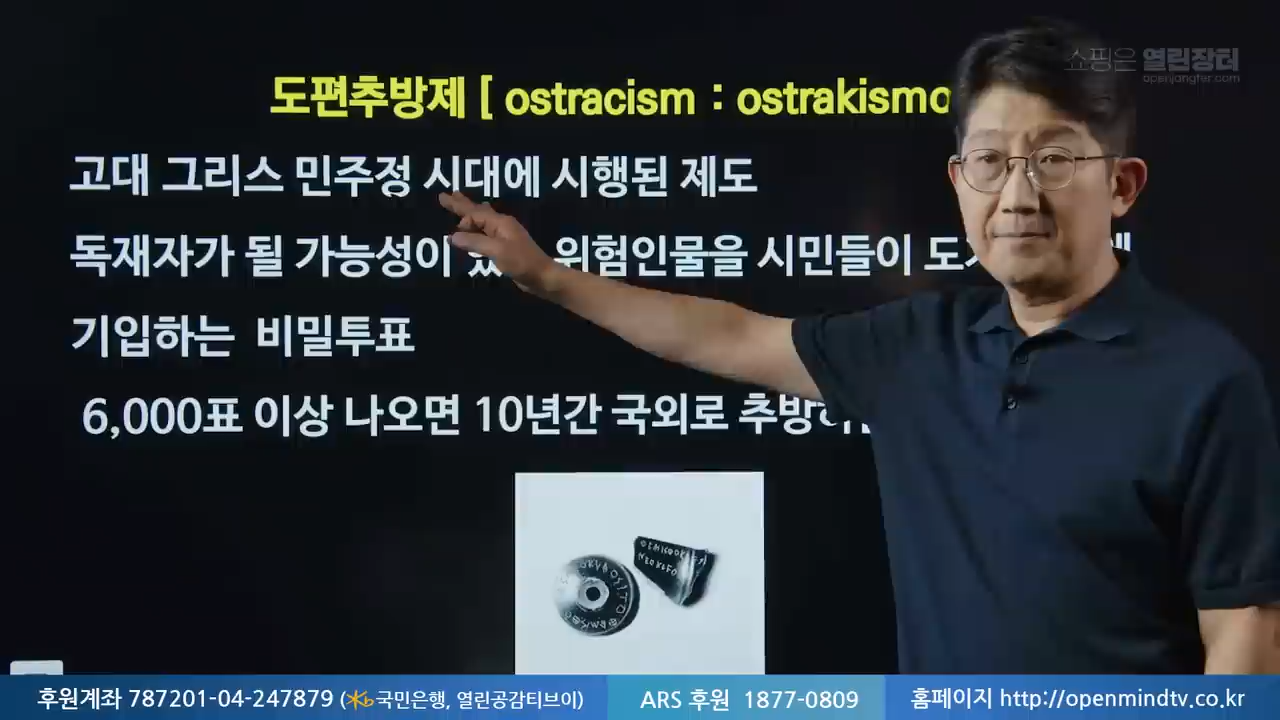 쇼핑은 열린장터
openjangter.com
도편추방제 [ ostracism : ostrakismo
고대 그리스 민주정 시대에 시행된 제도
독재자가 될 가능성이 위험인물을 시민들이
기입하는 비밀투표
6,000표 이상 나오면 10년간 국외로
후원계좌 787201-04-247879 (국민은행, 열린공감티브이)
ARS 후원 1877-0809
홈페이지 http://openmindtv.co.kr